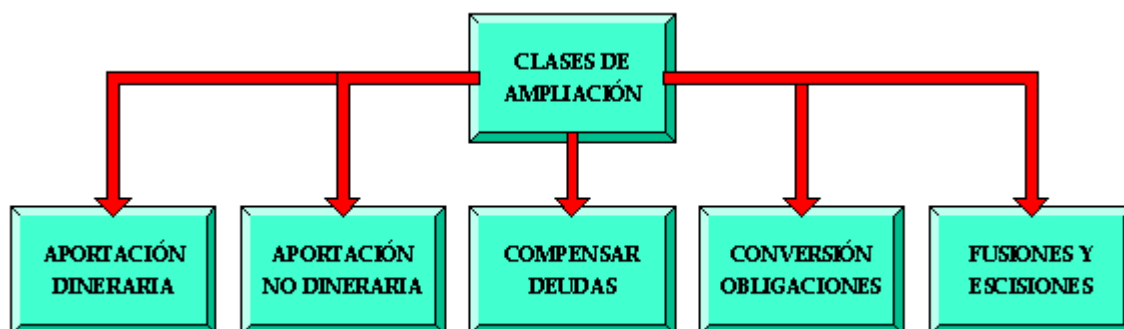 CLASES DE
AMPLIACIÓN
APORTACIÓN
DINERARIA
APORTACIÓN
NO DINERARIA
COMPENSAR
DEUDAS
CONVERSIÓN
OBLIGACIONES
FUSIONES Y
ESCISIONES